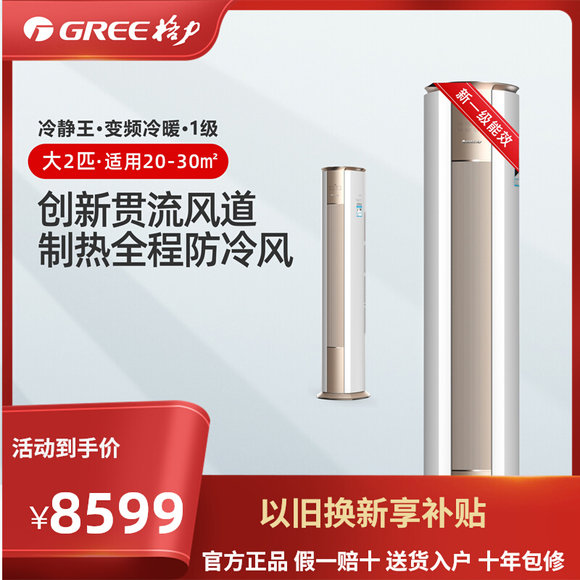 GREE 格力
冷静王·变频冷暖·1级
大2匹·适用20-30㎡
创新贯流风道
制热全程防冷风
新一级能效
活动到手价
¥8599
以旧换新享补贴
官方正品 假一赔十 送货入户 十年包修